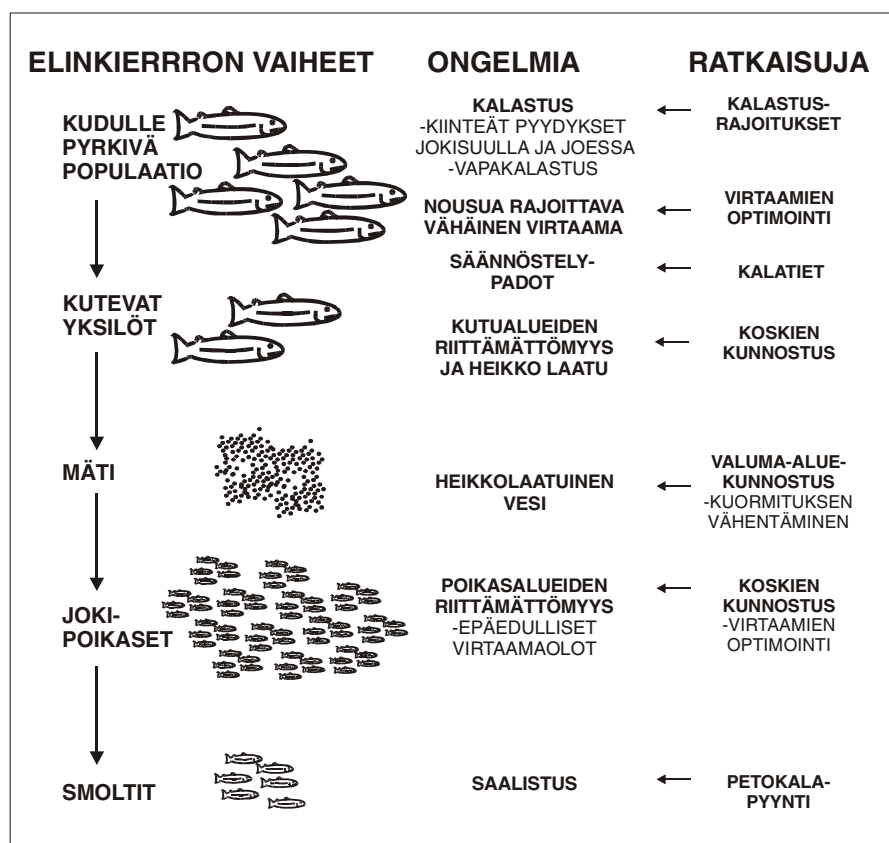 ELINKIERRRON VAIHEET
ONGELMIA
RATKAISUJA
KUDULLE
PYRKIVÄ
POPULAATIO
KALASTUS
-KIINTEÄT PYYDYKSET
JOKISUULLA JA JOESSA
-VAPAKALASTUS
KALASTUS-
RAJOITUKSET
NOUSUA RAJOITTAVA
VÄHÄINEN VIRTAAMA
VIRTAAMIEN
OPTIMOINTI
SÄÄNNÖSTELY-
PADOT
KALATIET
KUTEVAT
YKSILÖT
KUTUALUEIDEN
RIITTÄMÄTTÖMYYS
JA HEIKKO LAATU
KOSKIEN
KUNNOSTUS
MÄTI
HEIKKOLAATUINEN
VESI
VALUMA-ALUE-
KUNNOSTUS
-KUORMITUKSEN
VÄHENTÄMINEN
JOKI-
POIKASET
POIKASALUEIDEN
RIITTÄMÄTTÖMYYS
-EPÄEDULLISET
VIRTAAMAOLOT
KOSKIEN
KUNNOSTUS
-VIRTAAMIEN
OPTIMOINTI
SMOLTIT
SAALISTUS
PETOKALA-
PYYNTI